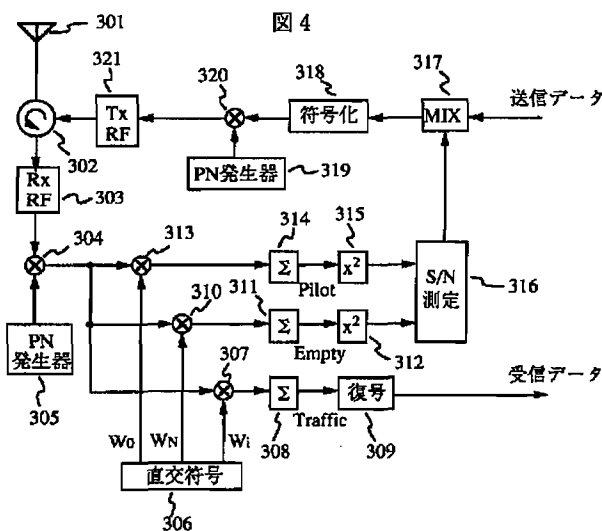 図4
301
321
Tx
RF
320
318
符号化
317
MIX
送信データ
302
Rx
RF
303
PN発生器
319
304
313
314
Σ
Pilot
315
x²
S/N
測定
316
310
311
Σ
Empty
x²
312
PN
発生器
305
307
Σ
Traffic
308
復号
309
受信データ
W0
WN
Wi
直交符号
306